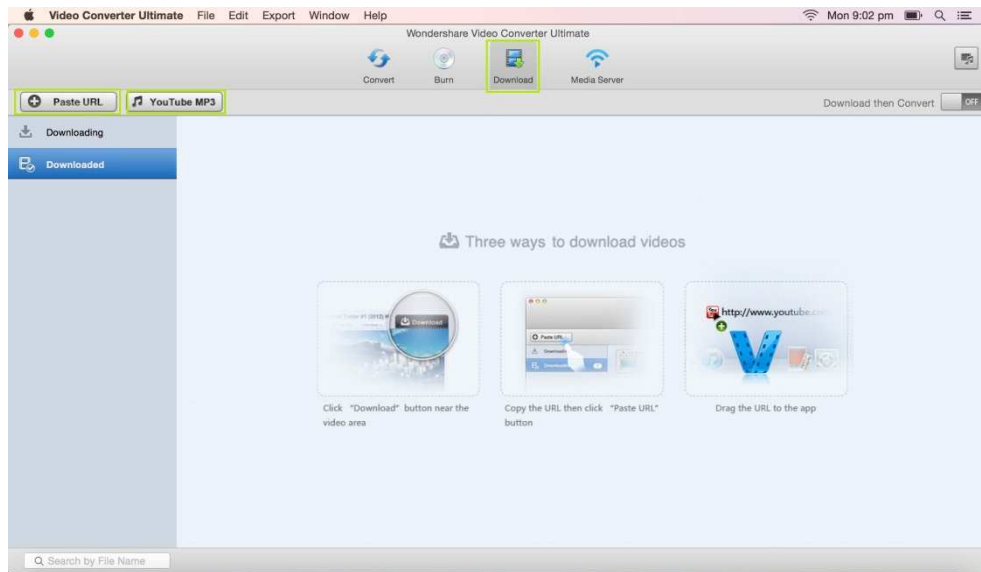 Video Converter Ultimate File Edit Export Window Help Mon 9:02 pm
Wondershare Video Converter Ultimate
Convert Burn Download Media Server
Paste URL YouTube MP3 Download then Convert OFF
Downloading
Downloaded
Three ways to download videos
Download
Paste URL
http://www.youtube.co
Click "Download" button near the
video area
Copy the URL then click "Paste URL"
button
Drag the URL to the app
Search by File Name